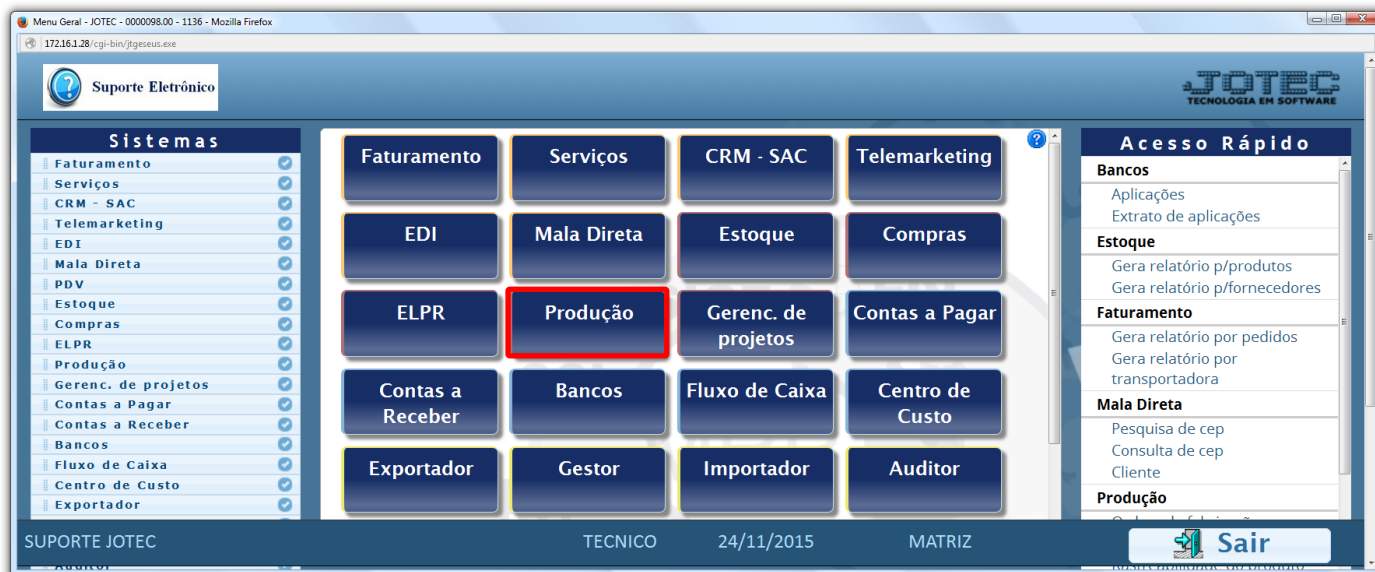 Menu Geral - JOTEC - 0000098.00 - 1136 - Mozilla Firefox
172.16.1.28/cgi-bin/jtgeseus.exe
Suporte Eletrônico
JOTEC
TECNOLOGIA EM SOFTWARE
Sistemas
Faturamento
Serviços
CRM - SAC
Telemarketing
EDI
Mala Direta
PDV
Estoque
Compras
ELPR
Produção
Gerenc. de projetos
Contas a Pagar
Contas a Receber
Bancos
Fluxo de Caixa
Centro de Custo
Exportador
Auditor
Faturamento
Serviços
CRM - SAC
Telemarketing
EDI
Mala Direta
Estoque
Compras
ELPR
Produção
Gerenc. de
projetos
Contas a Pagar
Contas a
Receber
Bancos
Fluxo de Caixa
Centro de
Custo
Exportador
Gestor
Importador
Auditor
Acesso Rápido
Bancos
Aplicações
Extrato de aplicações
Estoque
Gera relatório p/produtos
Gera relatório p/fornecedores
Faturamento
Gera relatório por pedidos
Gera relatório por
transportadora
Mala Direta
Pesquisa de cep
Consulta de cep
Cliente
Produção
SUPORTE JOTEC
TECNICO
24/11/2015
MATRIZ
Sair